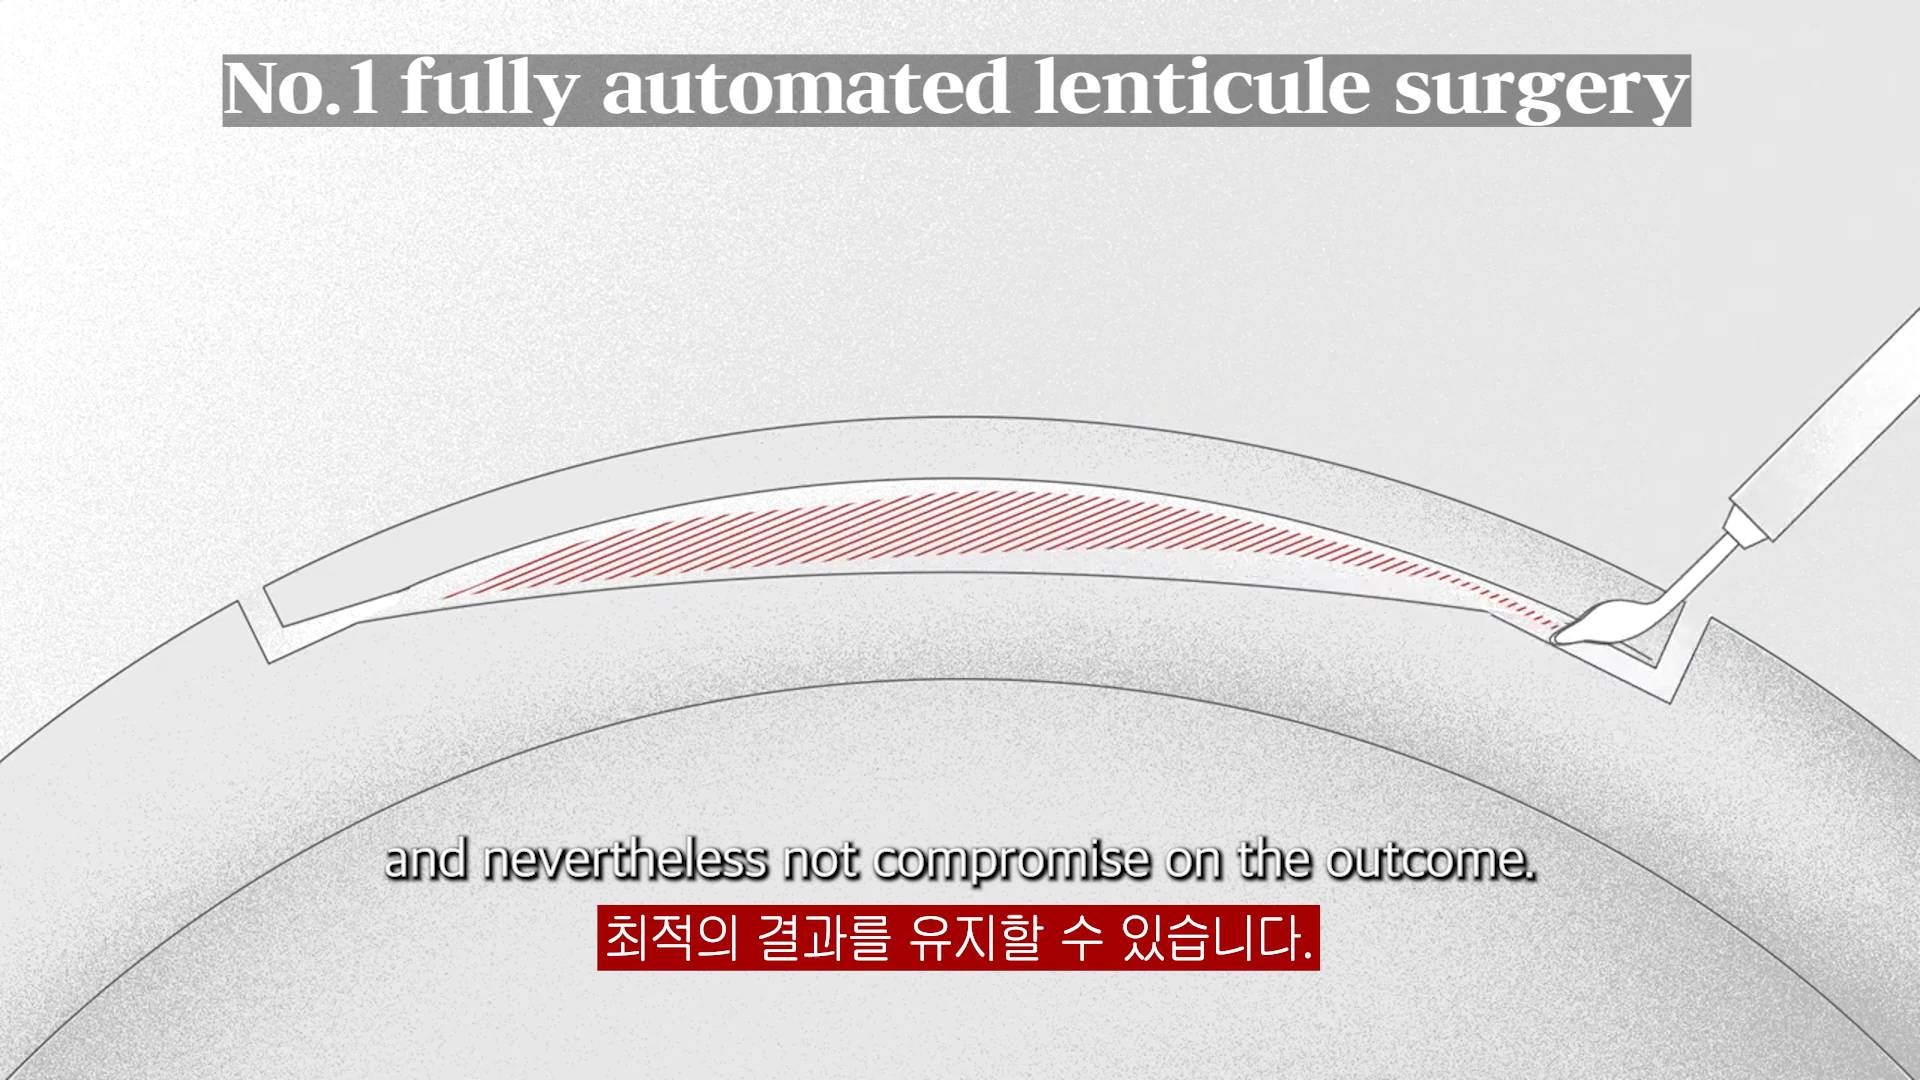 No.1 fully automated lenticule surgery
and nevertheless not compromise on the outcome.
최적의 결과를 유지할 수 있습니다.